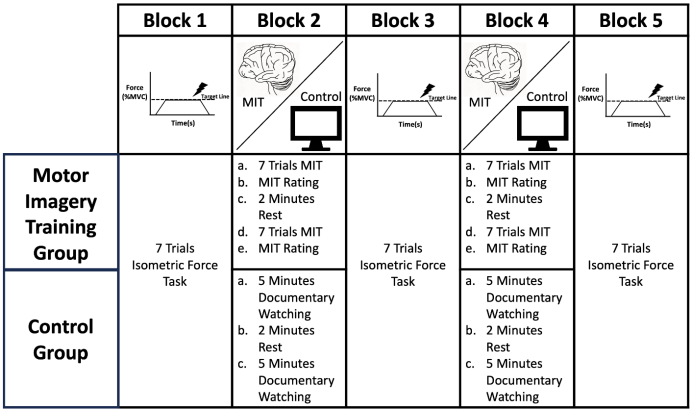 Block 1
Block 2
Block 3
Block 4
Block 5
Force
(%MVC)
Target Line
Time(s)
MIT
Control
Force
(%MVC)
Target Line
Time(s)
MIT
Control
Force
(%MVC)
Target Line
Time(s)
Motor
Imagery
Training
Group
7 Trials
Isometric Force
Task
a. 7 Trials MIT
b. MIT Rating
c. 2 Minutes
Rest
d. 7 Trials MIT
e. MIT Rating
7 Trials
Isometric Force
Task
a. 7 Trials MIT
b. MIT Rating
c. 2 Minutes
Rest
d. 7 Trials MIT
e. MIT Rating
7 Trials
Isometric Force
Task
Control
Group
a. 5 Minutes
Documentary
Watching
b. 2 Minutes
Rest
c. 5 Minutes
Documentary
Watching
a. 5 Minutes
Documentary
Watching
b. 2 Minutes
Rest
c. 5 Minutes
Documentary
Watching